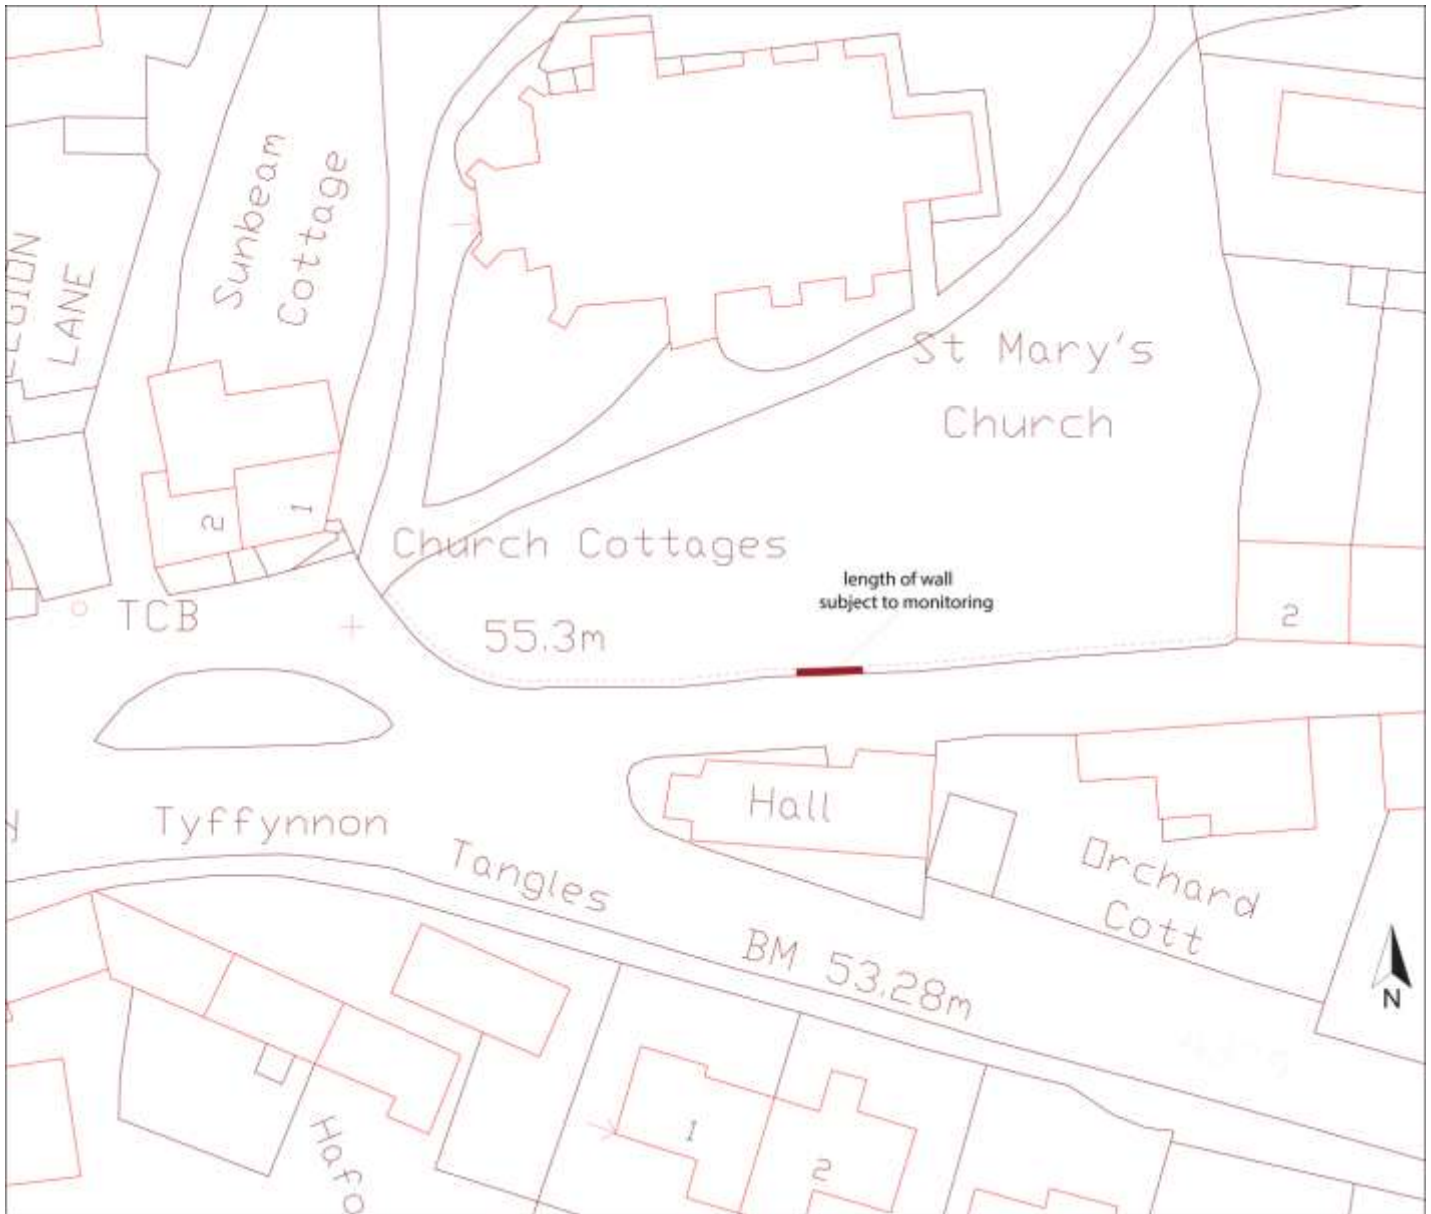 Sunbeam
Cottage
LANE
St Mary's
Church
2
1
Church Cottages
length of wall
subject to monitoring
TCB
55.3m
2
Hall
Tyffynnon
Tangles
Orchard
Cott
BM 53.28m
N
1
2
Hafo